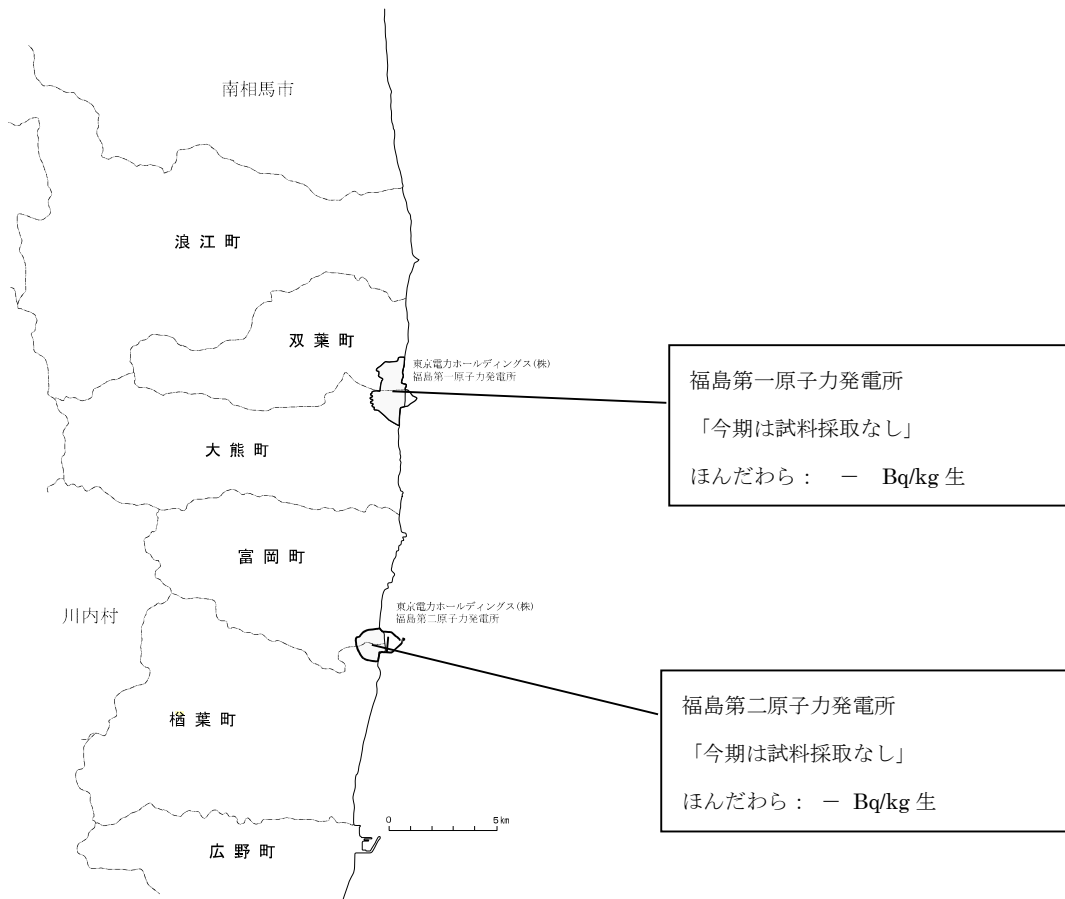 南相馬市
浪江町
双葉町
東京電力ホールディングス(株)
福島第一原子力発電所
福島第一原子力発電所
「今期は試料採取なし」
ほんだわら： － Bq/kg 生
大熊町
富岡町
川内村
東京電力ホールディングス(株)
福島第二原子力発電所
福島第二原子力発電所
「今期は試料採取なし」
ほんだわら： － Bq/kg 生
楢葉町
0 5km
広野町